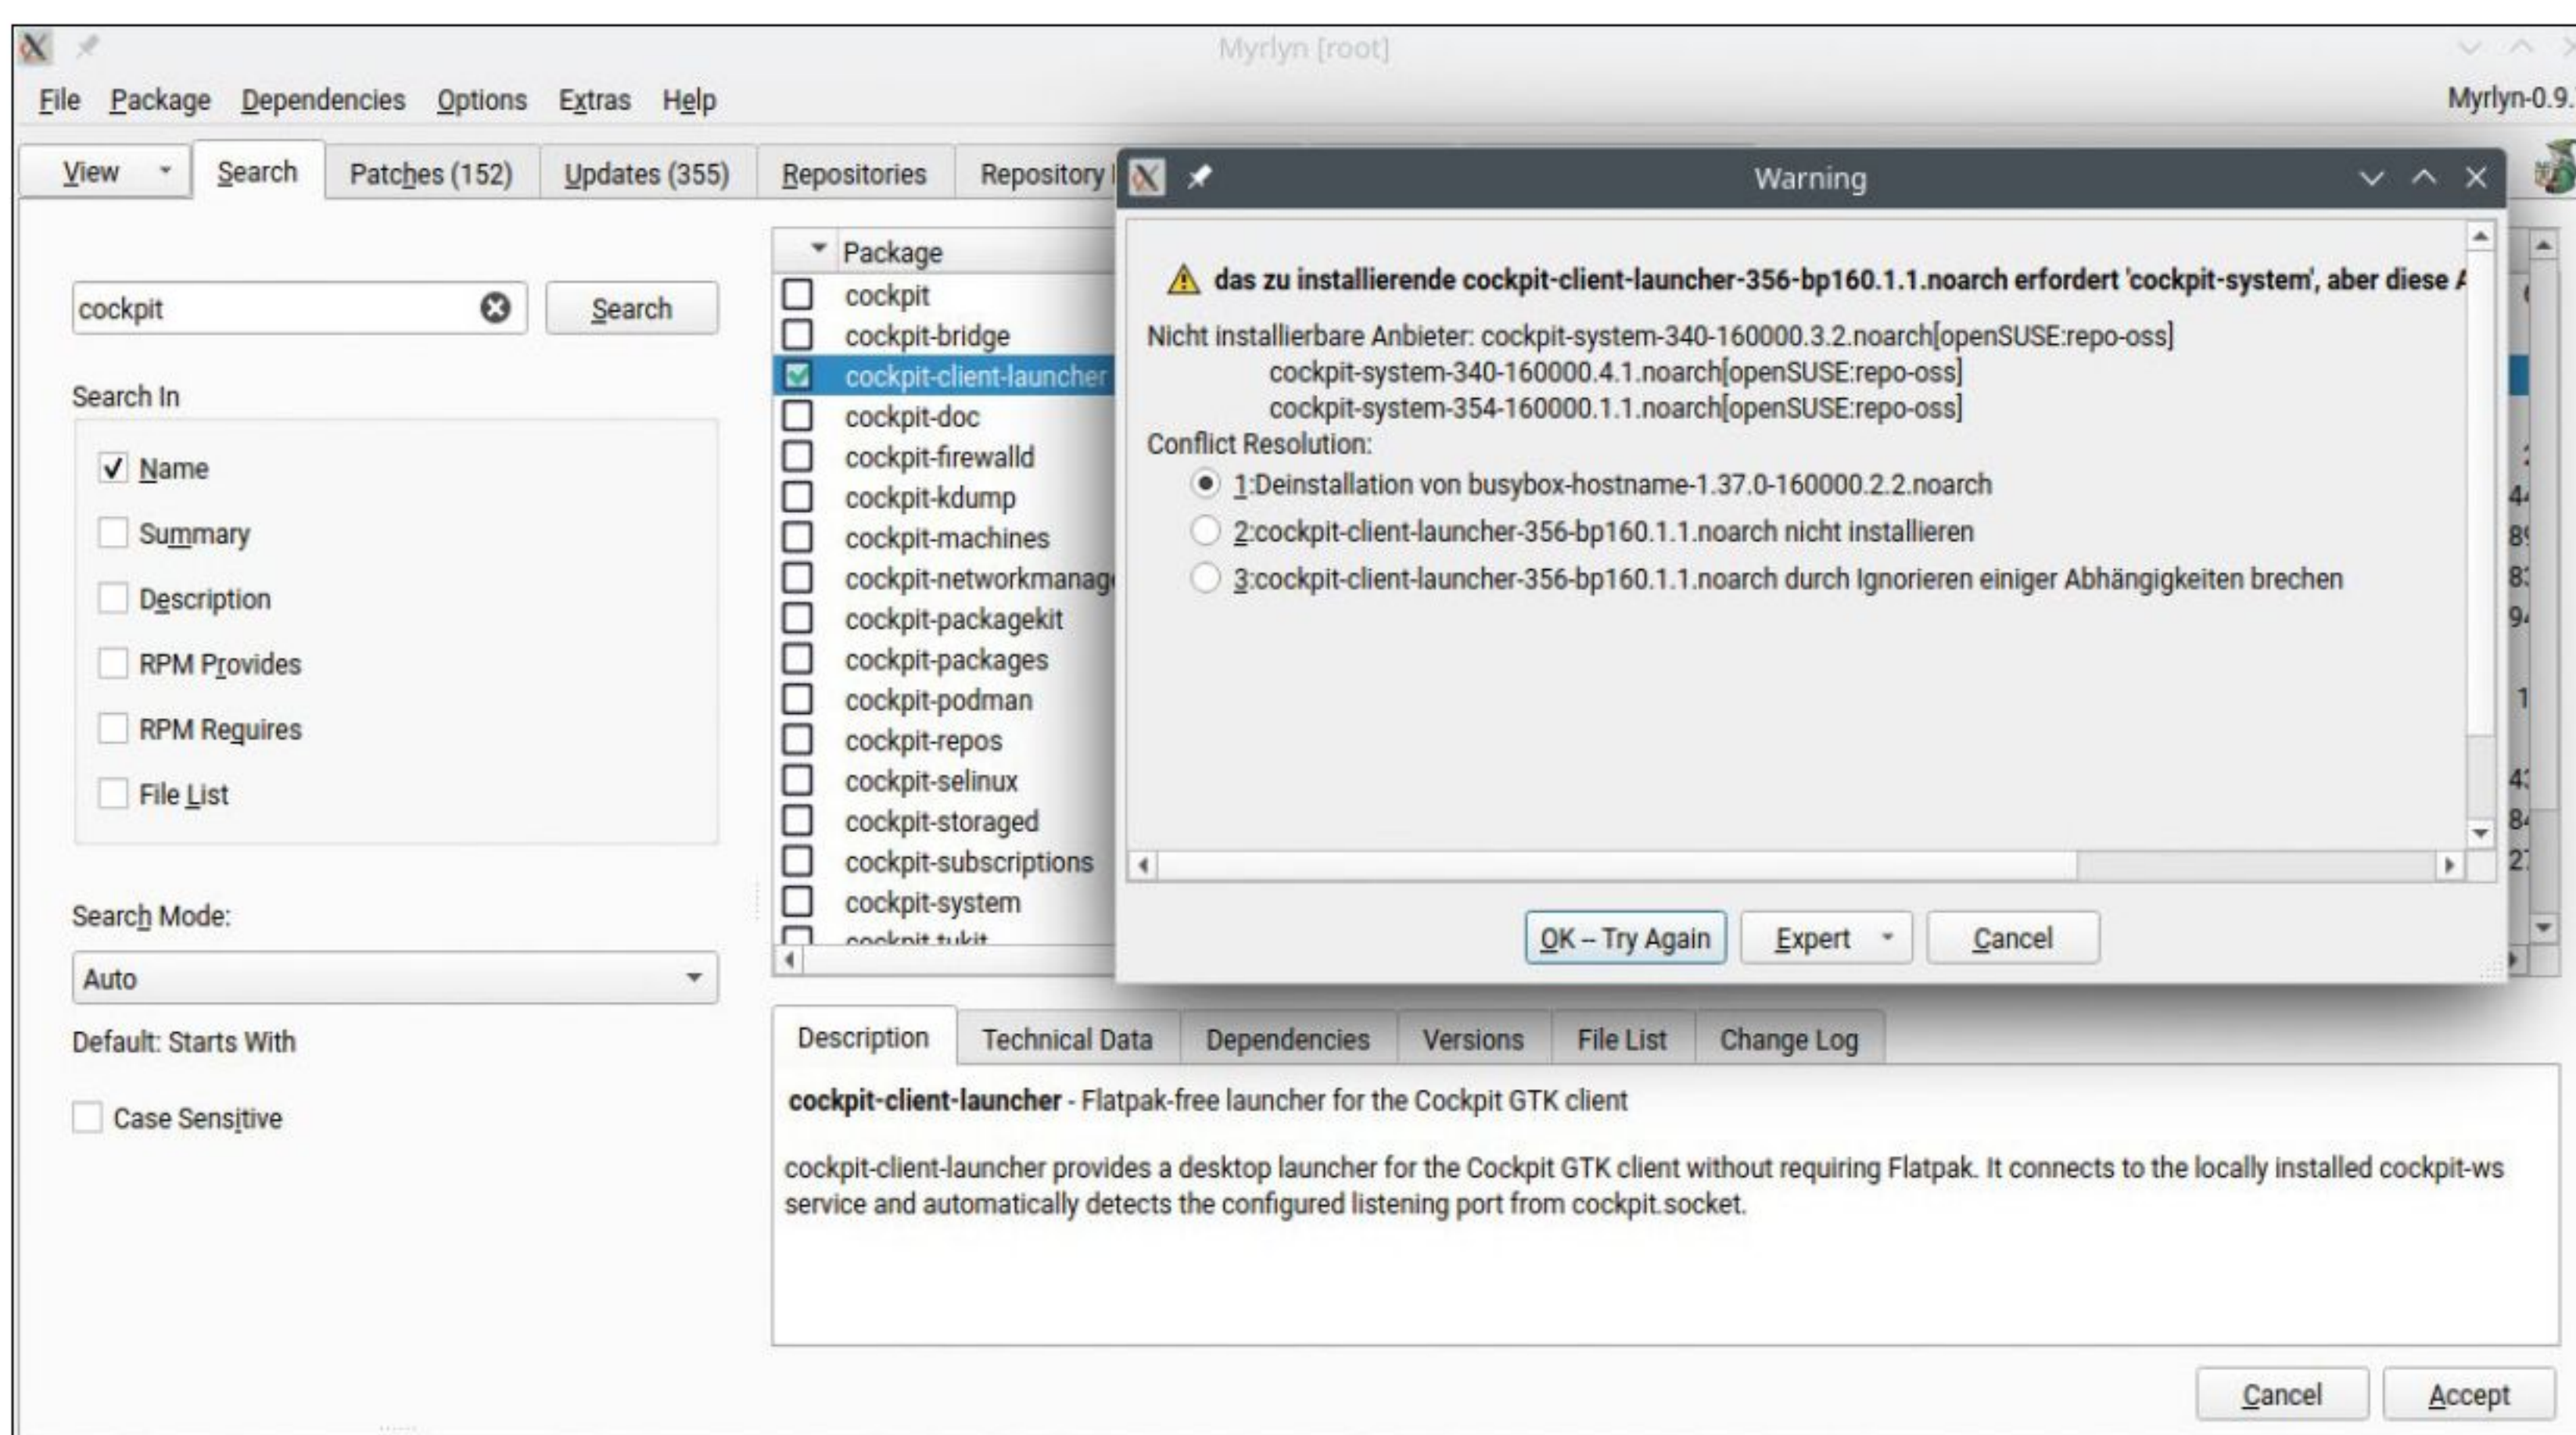 Myrlyn [root]
File Package Dependencies Options Extras Help
Myrlyn-0.9.
View Search Patches (152) Updates (355) Repositories Repository
Warning
cockpit
Search
Search In
Name
Summary
Description
RPM Provides
RPM Requires
File List
Search Mode:
Auto
Default: Starts With
Case Sensitive
Package
cockpit
cockpit-bridge
cockpit-client-launcher
cockpit-doc
cockpit-firewalld
cockpit-kdump
cockpit-machines
cockpit-networkmanage
cockpit-packagekit
cockpit-packages
cockpit-podman
cockpit-repos
cockpit-selinux
cockpit-storaged
cockpit-subscriptions
cockpit-system
cockpit-tukit
das zu installierende cockpit-client-launcher-356-bp160.1.1.noarch erfordert 'cockpit-system', aber diese A
Nicht installierbare Anbieter: cockpit-system-340-160000.3.2.noarch[openSUSE:repo-oss]
cockpit-system-340-160000.4.1.noarch[openSUSE:repo-oss]
cockpit-system-354-160000.1.1.noarch[openSUSE:repo-oss]
Conflict Resolution:
1:Deinstallation von busybox-hostname-1.37.0-160000.2.2.noarch
2:cockpit-client-launcher-356-bp160.1.1.noarch nicht installieren
3:cockpit-client-launcher-356-bp160.1.1.noarch durch Ignorieren einiger Abhängigkeiten brechen
OK – Try Again Expert Cancel
Description Technical Data Dependencies Versions File List Change Log
cockpit-client-launcher - Flatpak-free launcher for the Cockpit GTK client
cockpit-client-launcher provides a desktop launcher for the Cockpit GTK client without requiring Flatpak. It connects to the locally installed cockpit-ws
service and automatically detects the configured listening port from cockpit.socket.
Cancel Accept